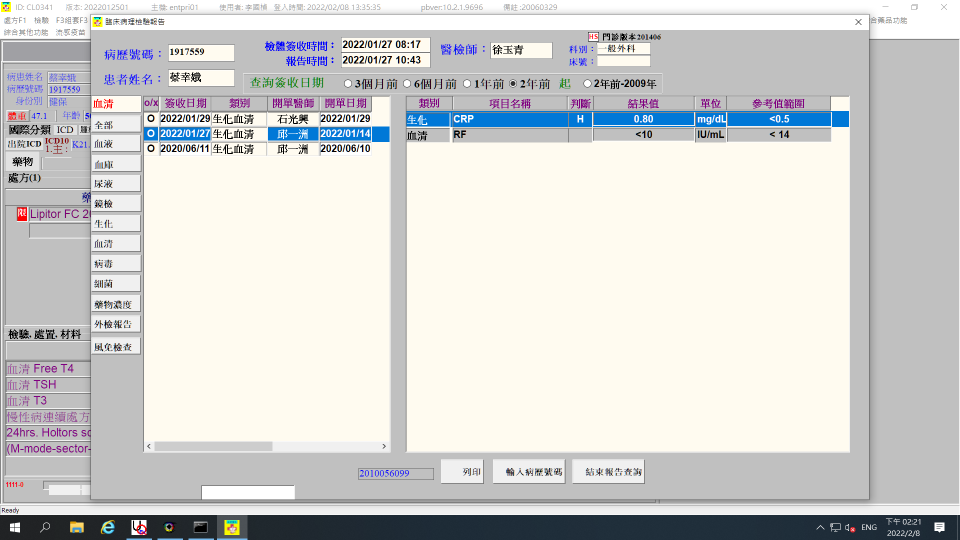 ID: CL0341 版本: 2022012501 主機: entpri01 使用者: 李國禎 登入時間: 2022/02/08 13:35:35 pbver:10.2.1.9696 備註:20060329
處方F1 檢驗 F3組套F3
綜合其他功能 流感疫苗
臨床病理檢驗報告
合藥品功能
病歷號碼： 1917559
檢體簽收時間： 2022/01/27 08:17
報告時間： 2022/01/27 10:43
醫檢師： 徐玉青
HS 門診版本201406
科別： 一般外科
床號：
患者姓名： 蔡幸娥
查詢簽收日期 3個月前 6個月前 1年前 2年前 起 2年前-2009年
病患姓名 蔡幸娥
病歷號碼 1917559
身份別 健保
體重 47.1 年齡
國際分類 ICD
出院ICD ICD10 1.主: K21.
藥物
處方(1)
限 Lipitor FC 20
檢驗, 處置, 材料
血清 Free T4
血清 TSH
血清 T3
慢性病連續處方
24hrs. Holtors
(M-mode-sector-
1111-0
血清
全部
血液
血庫
尿液
鏡檢
生化
血清
病毒
細菌
藥物濃度
外檢報告
風免檢查
o/x 簽收日期 類別 開單醫師 開單日期
O 2022/01/29 生化血清 石光興 2022/01/29
O 2022/01/27 生化血清 邱一洲 2022/01/14
O 2020/06/11 生化血清 邱一洲 2020/06/10
類別 項目名稱 判斷 結果值 單位 參考值範圍
生化 CRP H 0.80 mg/dL <0.5
血清 RF <10 IU/mL < 14
2010056099 列印 輸入病歷號碼 結束報告查詢
Ready
ENG 下午 02:21
2022/2/8